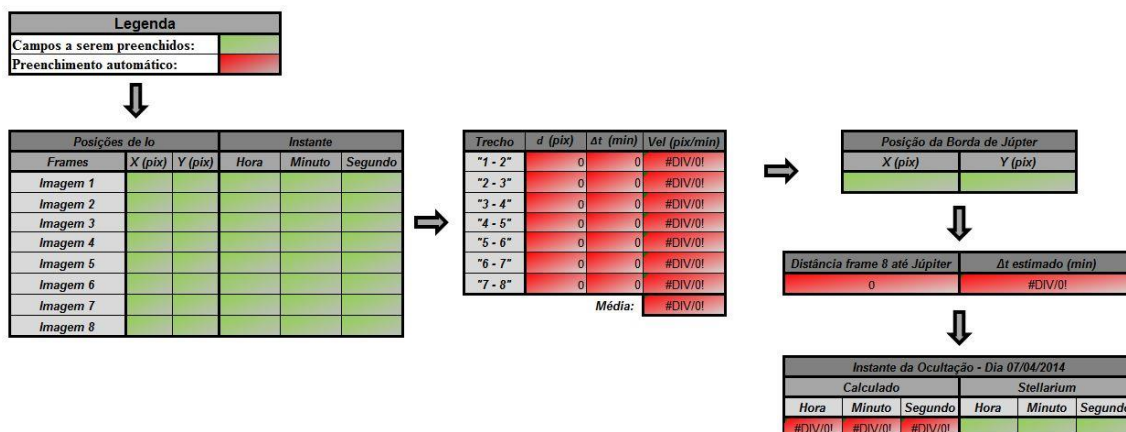 Legenda
Campos a serem preenchidos:
Preenchimento automático:
Posições de Io Instante
Frames X (pix) Y (pix) Hora Minuto Segundo
Imagem 1
Imagem 2
Imagem 3
Imagem 4
Imagem 5
Imagem 6
Imagem 7
Imagem 8
Trecho d (pix) Δt (min) Vel (pix/min)
"1 - 2" 0 0 #DIV/0!
"2 - 3" 0 0 #DIV/0!
"3 - 4" 0 0 #DIV/0!
"4 - 5" 0 0 #DIV/0!
"5 - 6" 0 0 #DIV/0!
"6 - 7" 0 0 #DIV/0!
"7 - 8" 0 0 #DIV/0!
Média: #DIV/0!
Posição da Borda de Júpter
X (pix) Y (pix)
Distância frame 8 até Júpiter Δt estimado (min)
0 #DIV/0!
Instante da Ocultação - Dia 07/04/2014
Calculado Stellarium
Hora Minuto Segundo Hora Minuto Segundo
#DIV/0! #DIV/0! #DIV/0!